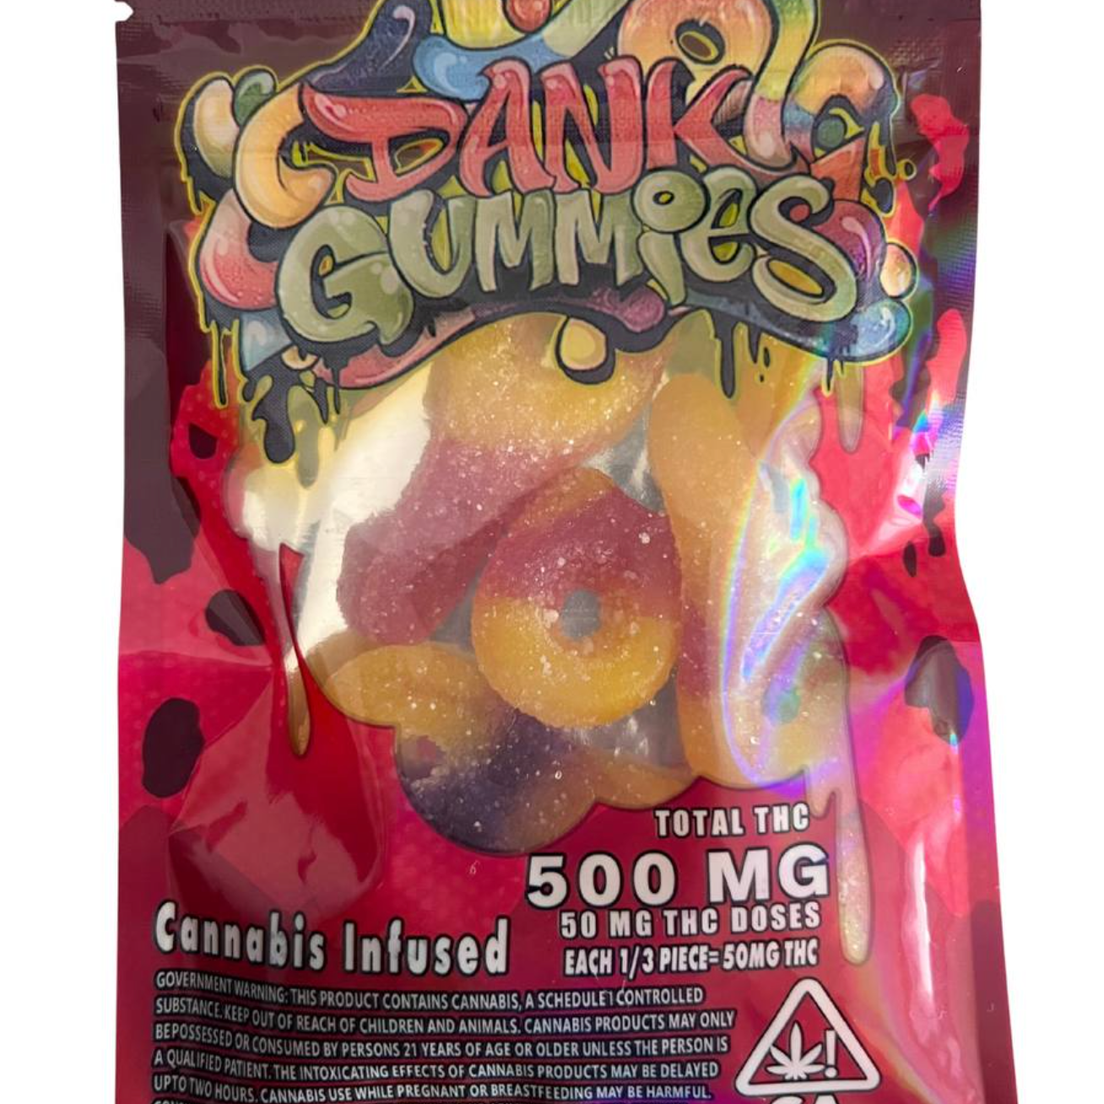 DANK
GUMMIES
TOTAL THC
500 MG
50 MG THC DOSES
EACH 1/3 PIECE= 50MG THC
Cannabis Infused
GOVERNMENT WARNING: THIS PRODUCT CONTAINS CANNABIS, A SCHEDULE 1 CONTROLLED
SUBSTANCE. KEEP OUT OF REACH OF CHILDREN AND ANIMALS. CANNABIS PRODUCTS MAY ONLY
BE POSSESSED OR CONSUMED BY PERSONS 21 YEARS OF AGE OR OLDER UNLESS THE PERSON IS
A QUALIFIED PATIENT. THE INTOXICATING EFFECTS OF CANNABIS PRODUCTS MAY BE DELAYED
UP TO TWO HOURS. CANNABIS USE WHILE PREGNANT OR BREASTFEEDING MAY BE HARMFUL.